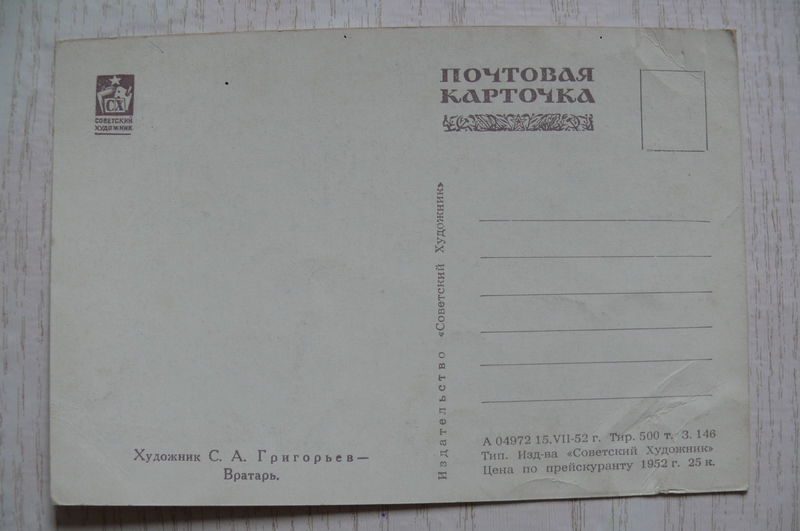 СХ
СОВЕТСКИЙ
ХУДОЖНИК
ПОЧТОВАЯ
КАРТОЧКА
Издательство «Советский Художник»
Художник С. А. Григорьев —
Вратарь.
А 04972 15.VII-52 г. Тир. 500 т. З. 146
Тип. Изд-ва «Советский Художник»
Цена по прейскуранту 1952 г. 25 к.